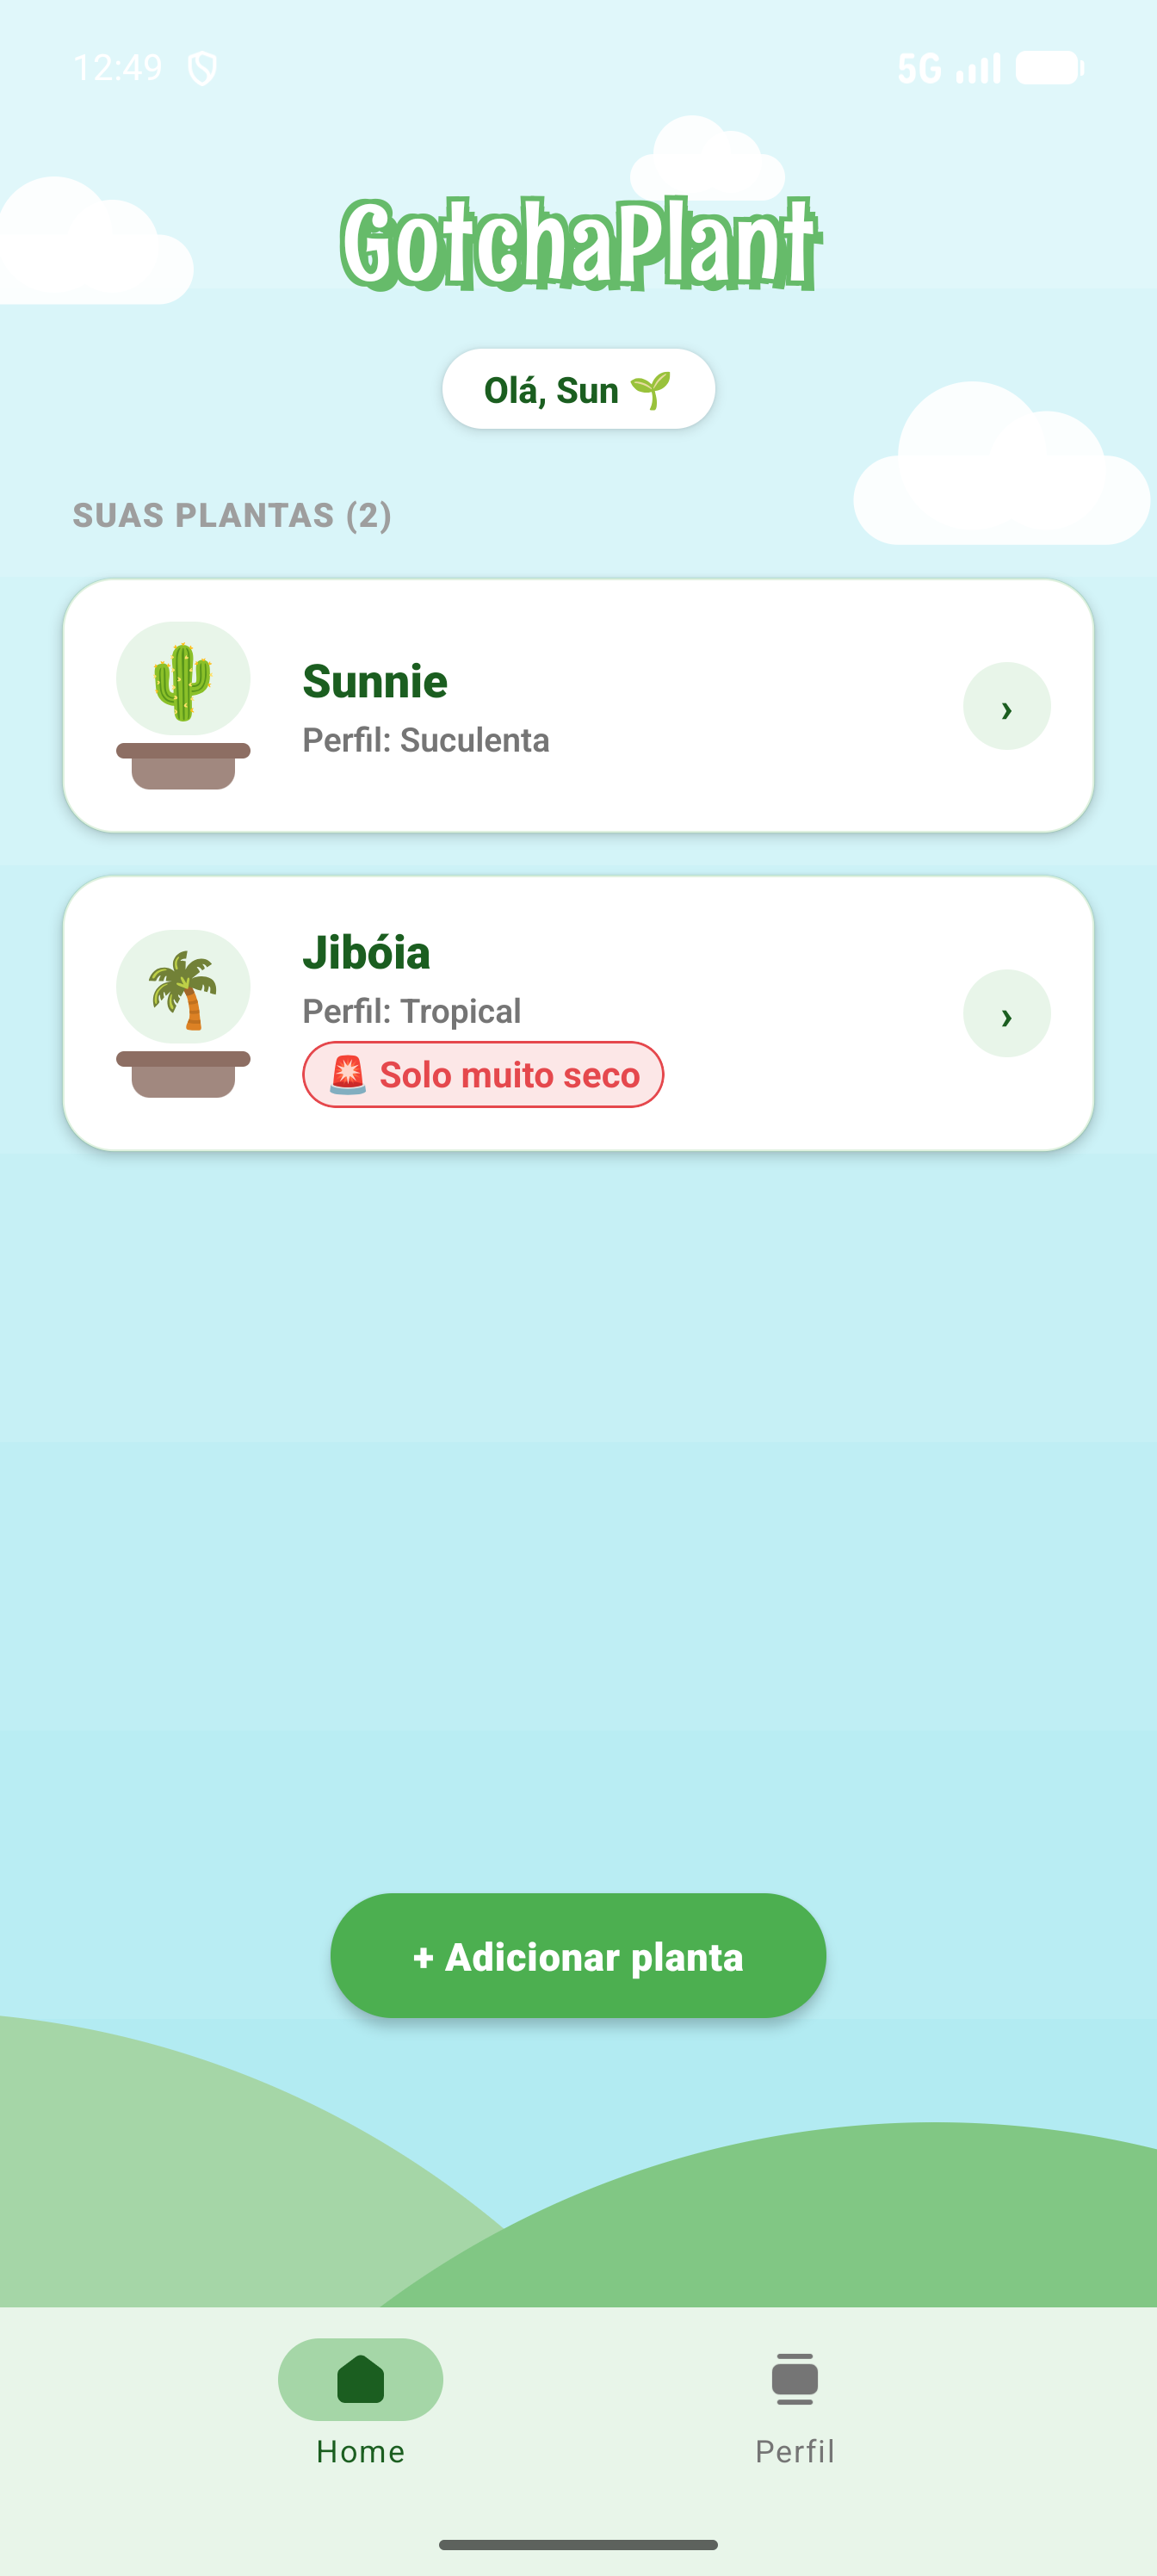 12:49 5G
GotchaPlant
Olá, Sun 🌱
SUAS PLANTAS (2)
Sunnie
Perfil: Suculenta
›
Jibóia
Perfil: Tropical
🚨 Solo muito seco
›
+ Adicionar planta
Home Perfil